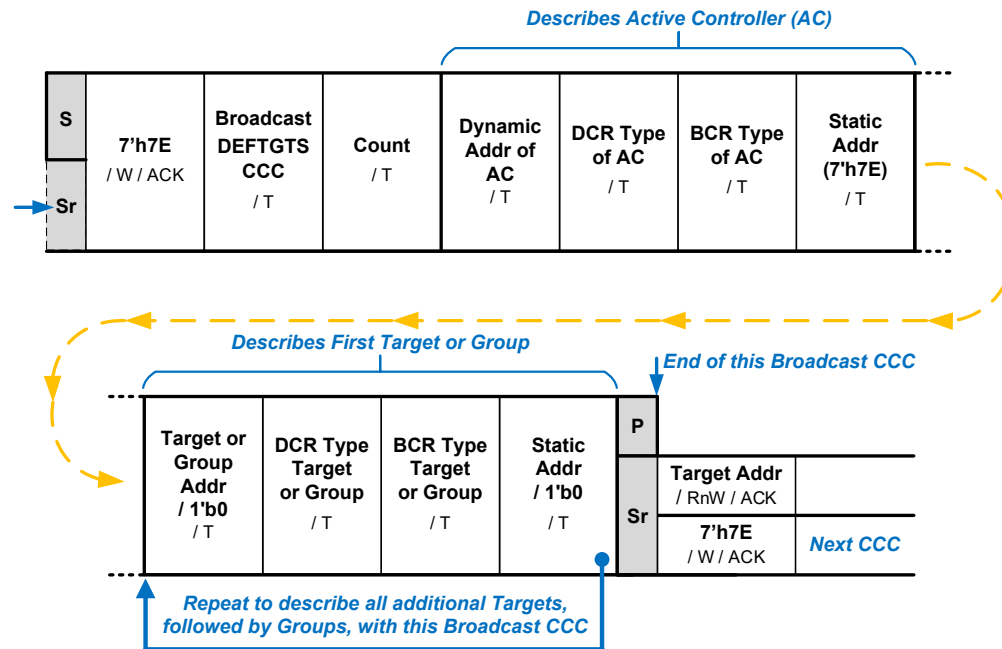 Describes Active Controller (AC)
S
Sr
7'h7E
/ W / ACK
Broadcast
DEFTGTS
CCC
/ T
Count
/ T
Dynamic
Addr of
AC
/ T
DCR Type
of AC
/ T
BCR Type
of AC
/ T
Static
Addr
(7'h7E)
/ T
Describes First Target or Group
End of this Broadcast CCC
Target or
Group
Addr
/ 1'b0
/ T
DCR Type
Target
or Group
/ T
BCR Type
Target
or Group
/ T
Static
Addr
/ 1'b0
/ T
P
Sr
Target Addr
/ RnW / ACK
7'h7E
/ W / ACK
Next CCC
Repeat to describe all additional Targets,
followed by Groups, with this Broadcast CCC